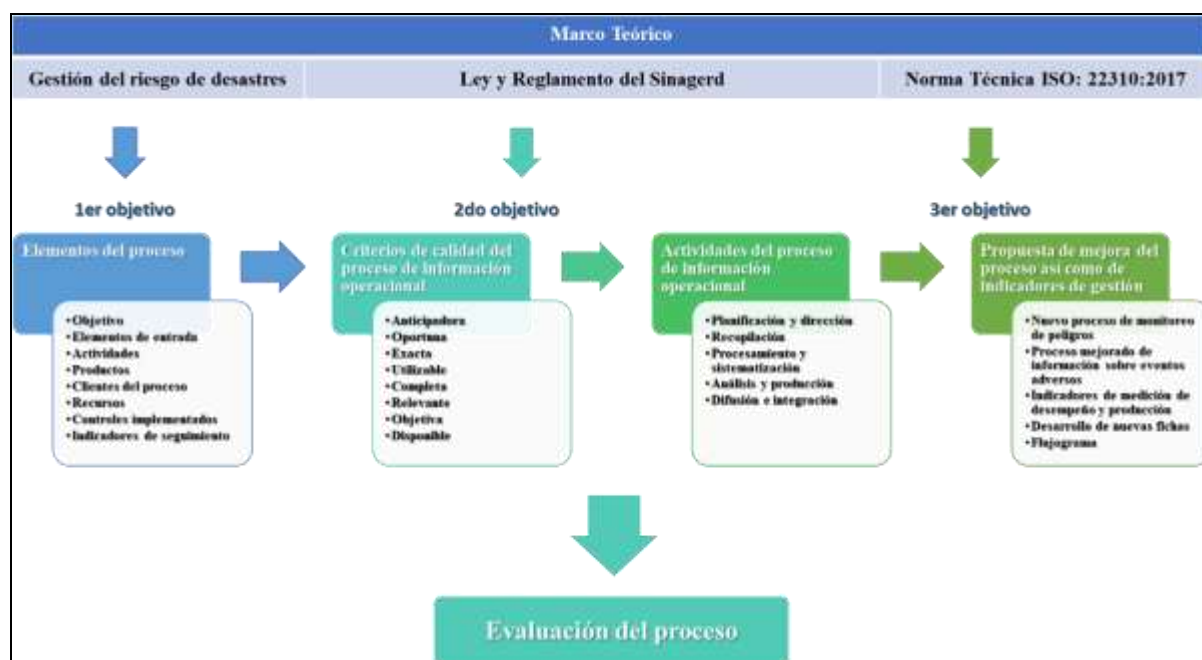 Marco Teórico
Gestión del riesgo de desastres
Ley y Reglamento del Sinagerd
Norma Técnica ISO: 22310:2017
1er objetivo
2do objetivo
3er objetivo
Elementos del proceso
•Objetivo
•Elementos de entrada
•Actividades
•Productos
•Clientes del proceso
•Recursos
•Controles implementados
•Indicadores de seguimiento
Criterios de calidad del
proceso de información
operacional
•Anticipadora
•Oportuna
•Exacta
•Utilizable
•Completa
•Relevante
•Objetiva
•Disponible
Actividades del proceso
de información
operacional
•Planificación y dirección
•Recopilación
•Procesamiento y
sistematización
•Análisis y producción
•Difusión e integración
Propuesta de mejora del
proceso así como de
indicadores de gestión
•Nuevo proceso de monitoreo
de peligros
•Proceso mejorado de
información sobre eventos
adversos
•Indicadores de medición de
desempeño y producción
•Desarrollo de nuevas fichas
•Flujograma
Evaluación del proceso